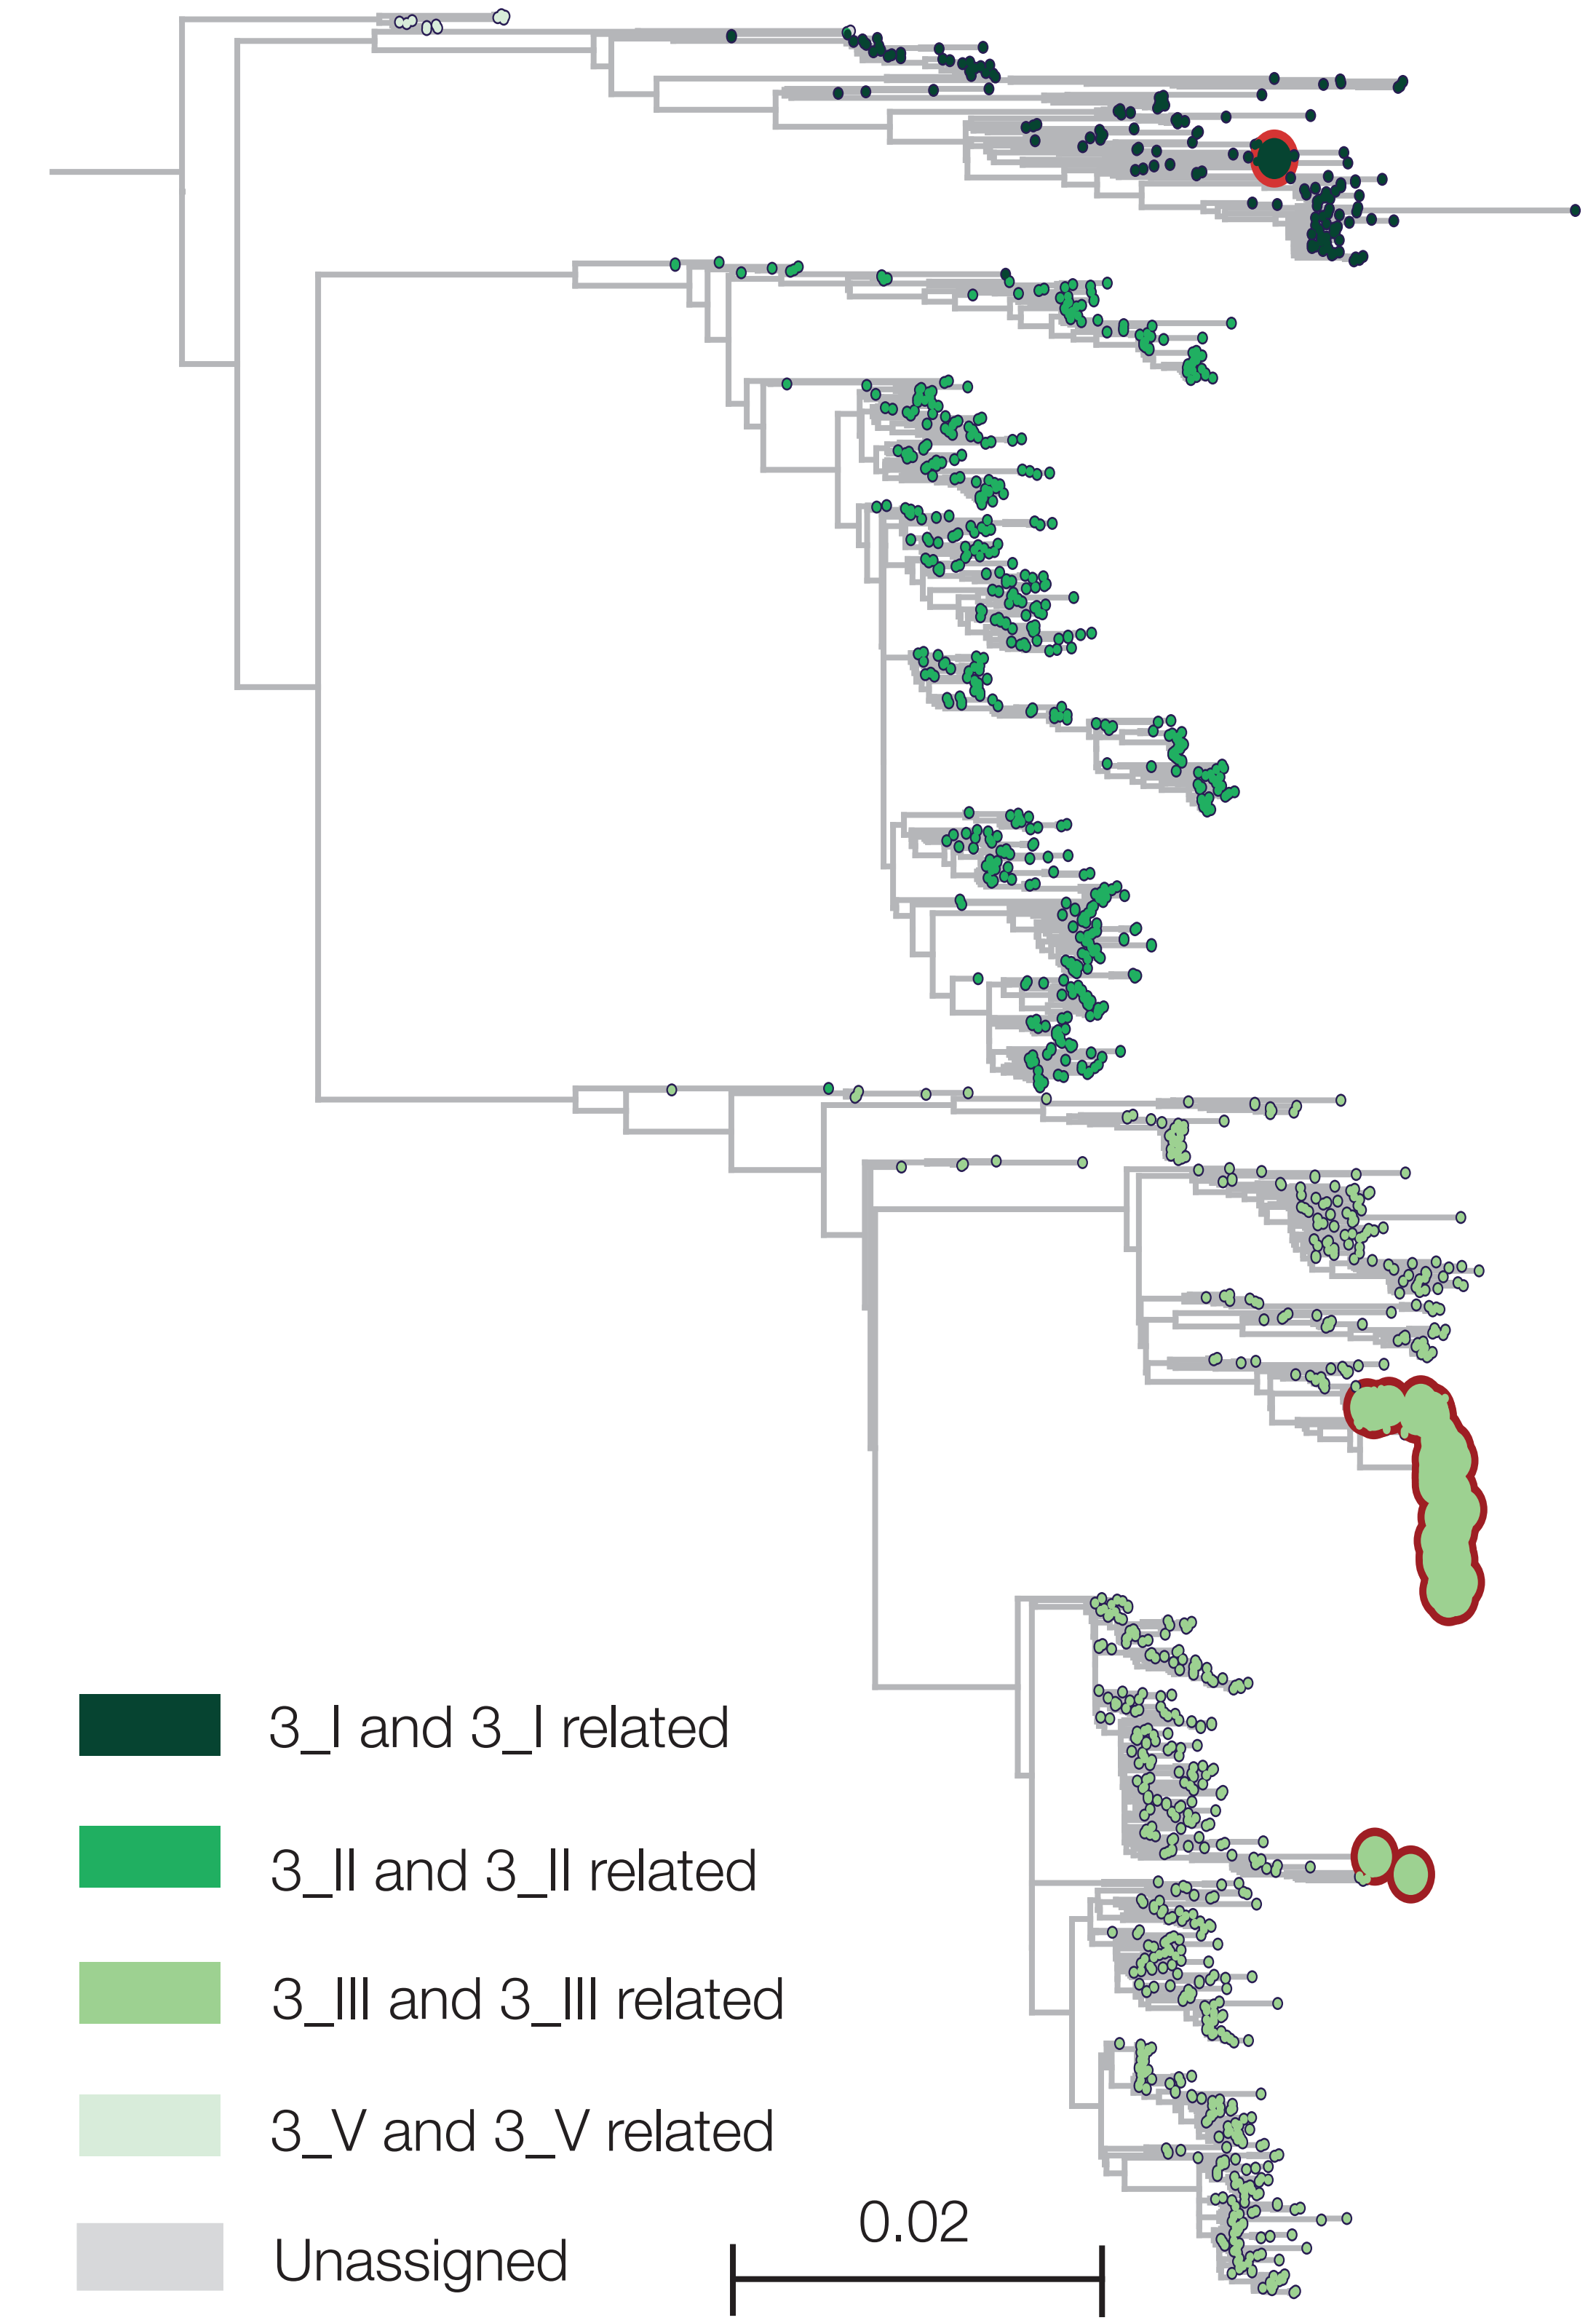 3_I and 3_I related
3_II and 3_II related
3_III and 3_III related
3_V and 3_V related
0.02
Unassigned